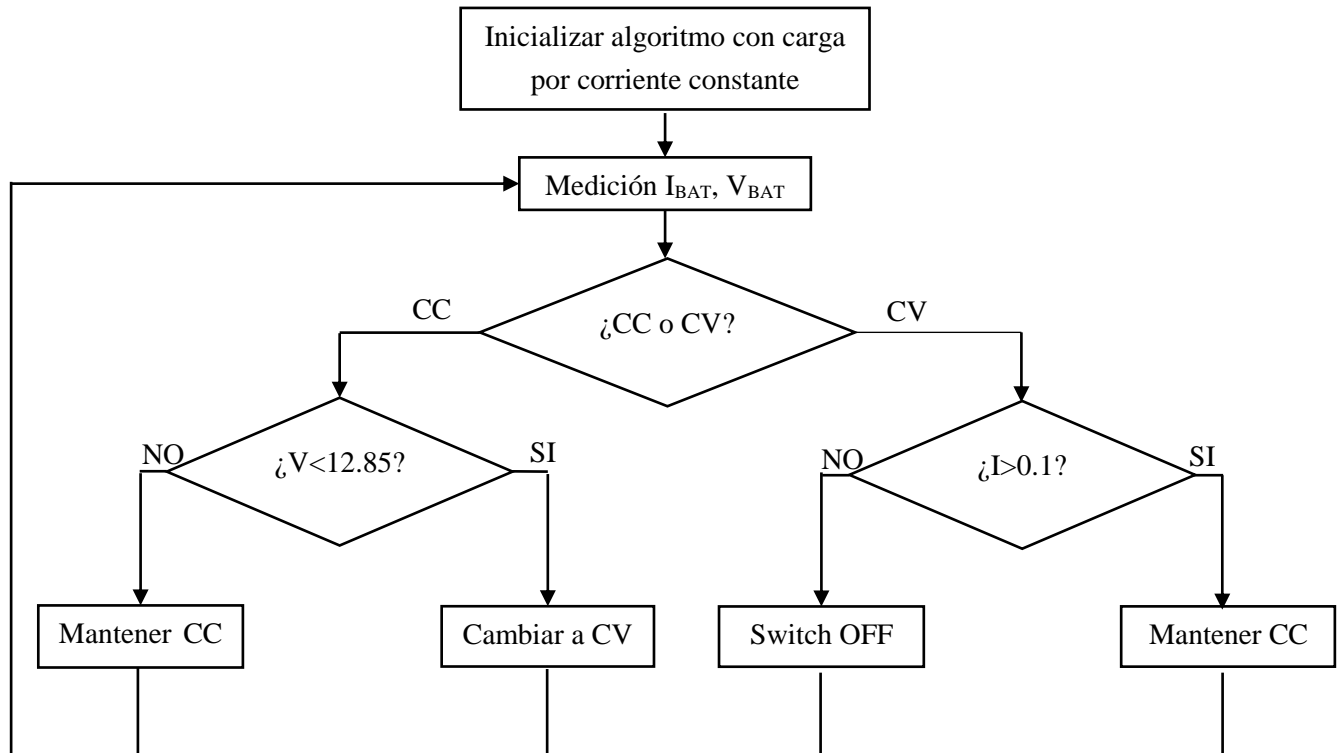 Inicializar algoritmo con carga
por corriente constante
Medición I_BAT, V_BAT
CC
CV
¿CC o CV?
NO
¿V<12.85?
SI
NO
¿I>0.1?
SI
Mantener CC
Cambiar a CV
Switch OFF
Mantener CC